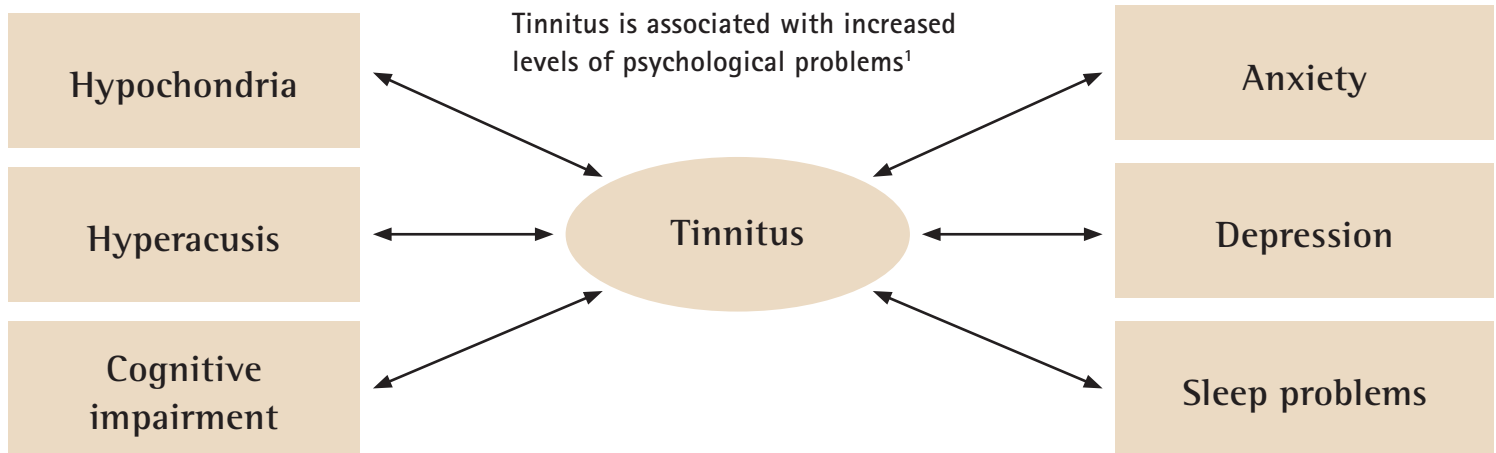 Tinnitus is associated with increased
levels of psychological problems¹
Hypochondria
Anxiety
Hyperacusis
Tinnitus
Depression
Cognitive
impairment
Sleep problems